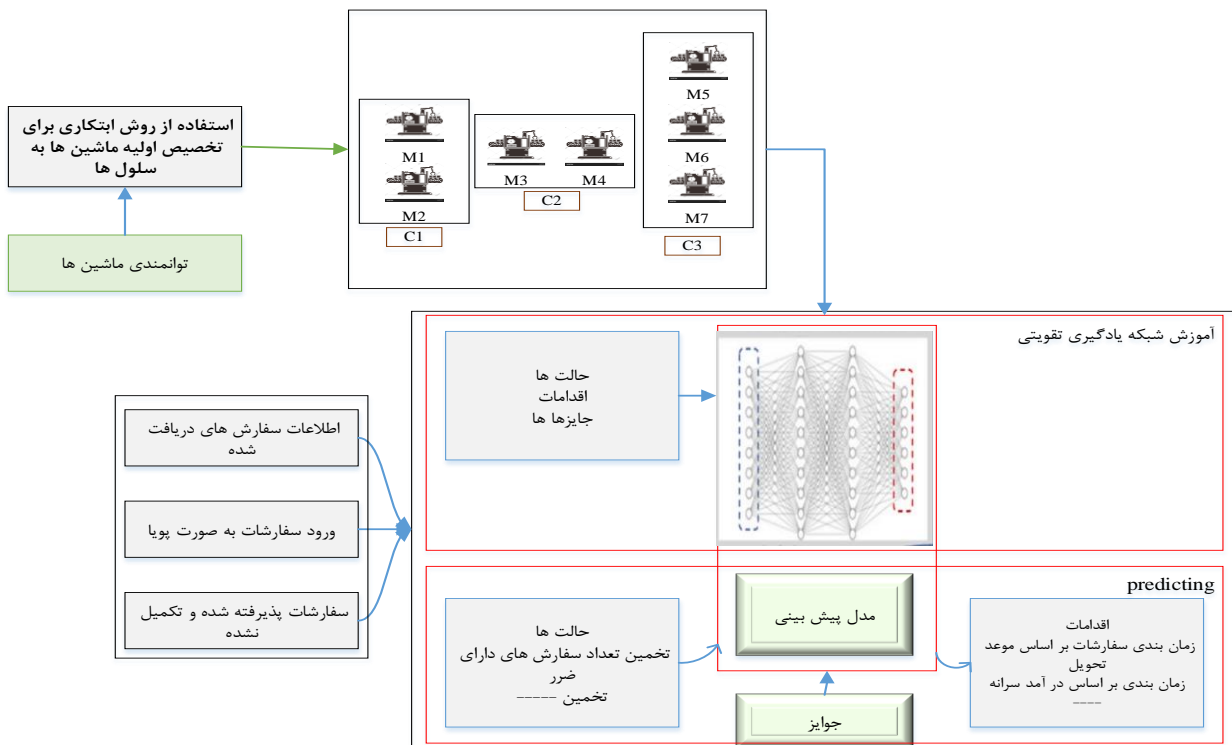 استفاده از روش ابتکاری برای
تخصیص اولیه ماشین ها به
سلول ها
توانمندی ماشین ها
M1
M2
C1
M3
M4
C2
M5
M6
M7
C3
آموزش شبکه یادگیری تقویتی
حالت ها
اقدامات
جایزها ها
اطلاعات سفارش های دریافت
شده
ورود سفارشات به صورت پویا
سفارشات پذیرفته شده و تکمیل
نشده
predicting
حالت ها
تخمین تعداد سفارش های دارای
ضرر
تخمین -----
مدل پیش بینی
جوایز
اقدامات
زمان بندی سفارشات بر اساس موعد
تحویل
زمان بندی بر اساس در آمد سرانه
----